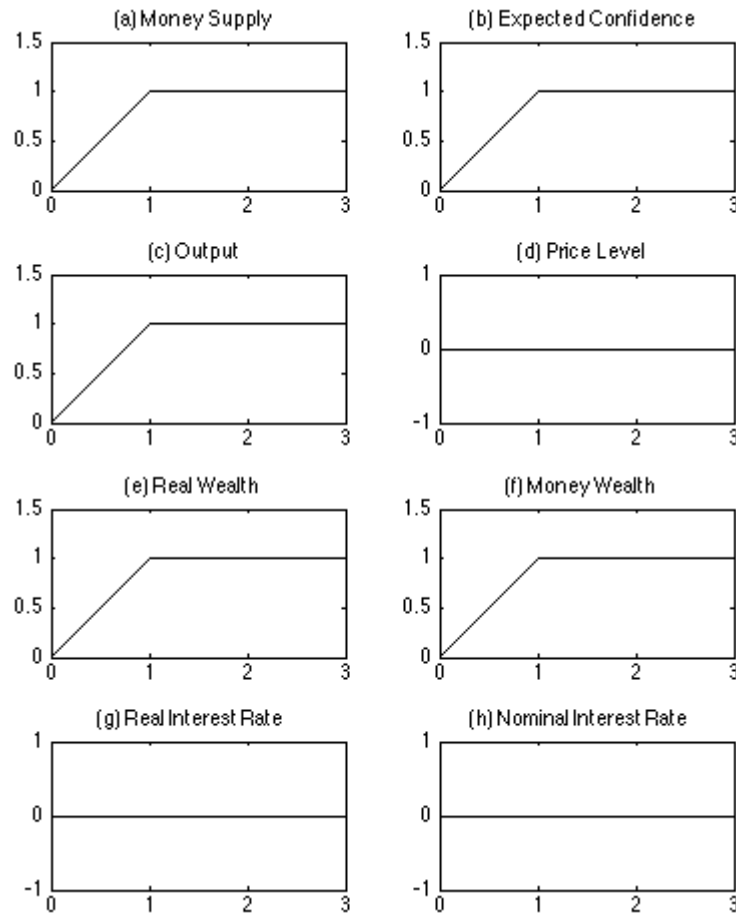 (a) Money Supply
(b) Expected Confidence
1.5
1
0.5
0
0 1 2 3
1.5
1
0.5
0
0 1 2 3
(c) Output
(d) Price Level
1.5
1
0.5
0
0 1 2 3
1
0
-1
0 1 2 3
(e) Real Wealth
(f) Money Wealth
1.5
1
0.5
0
0 1 2 3
1.5
1
0.5
0
0 1 2 3
(g) Real Interest Rate
(h) Nominal Interest Rate
1
0
-1
0 1 2 3
1
0
-1
0 1 2 3